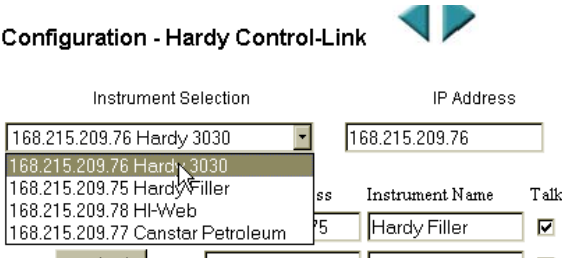 Configuration - Hardy Control-Link
Instrument Selection IP Address
168.215.209.76 Hardy 3030 168.215.209.76
168.215.209.76 Hardy 3030
168.215.209.75 Hardy Filler
ss Instrument Name Talk
168.215.209.78 HI-Web
168.215.209.77 Canstar Petroleum 75 Hardy Filler